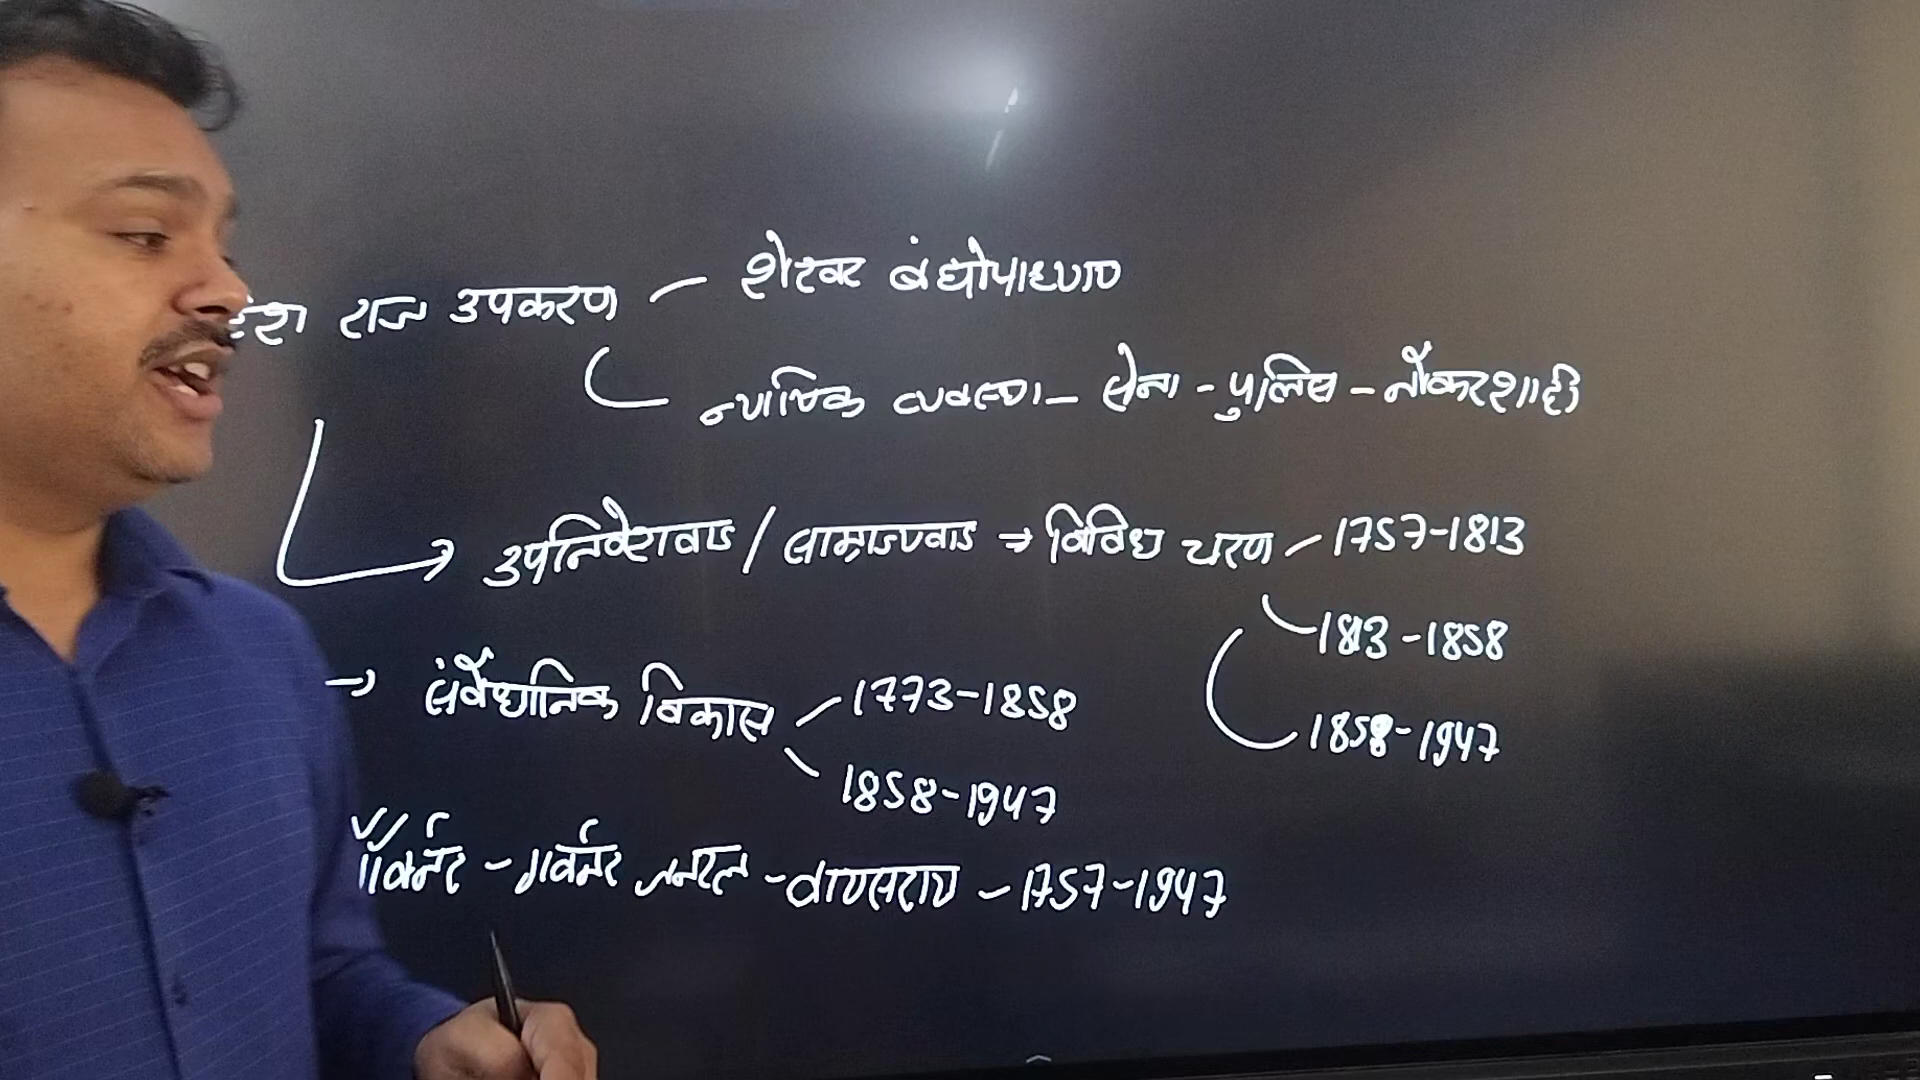 राज उपकरण – शेखर बंद्योपाध्याय
न्यायिक व्यवस्था – सेना – पुलिस – नौकरशाही
→ उपनिवेशवाद / साम्राज्यवाद → विविध चरण – 1757-1813
1813-1858
1858-1947
→ संवैधानिक विकास – 1773-1858
1858-1947
गवर्नर – गवर्नर जनरल – वायसराय – 1757-1947